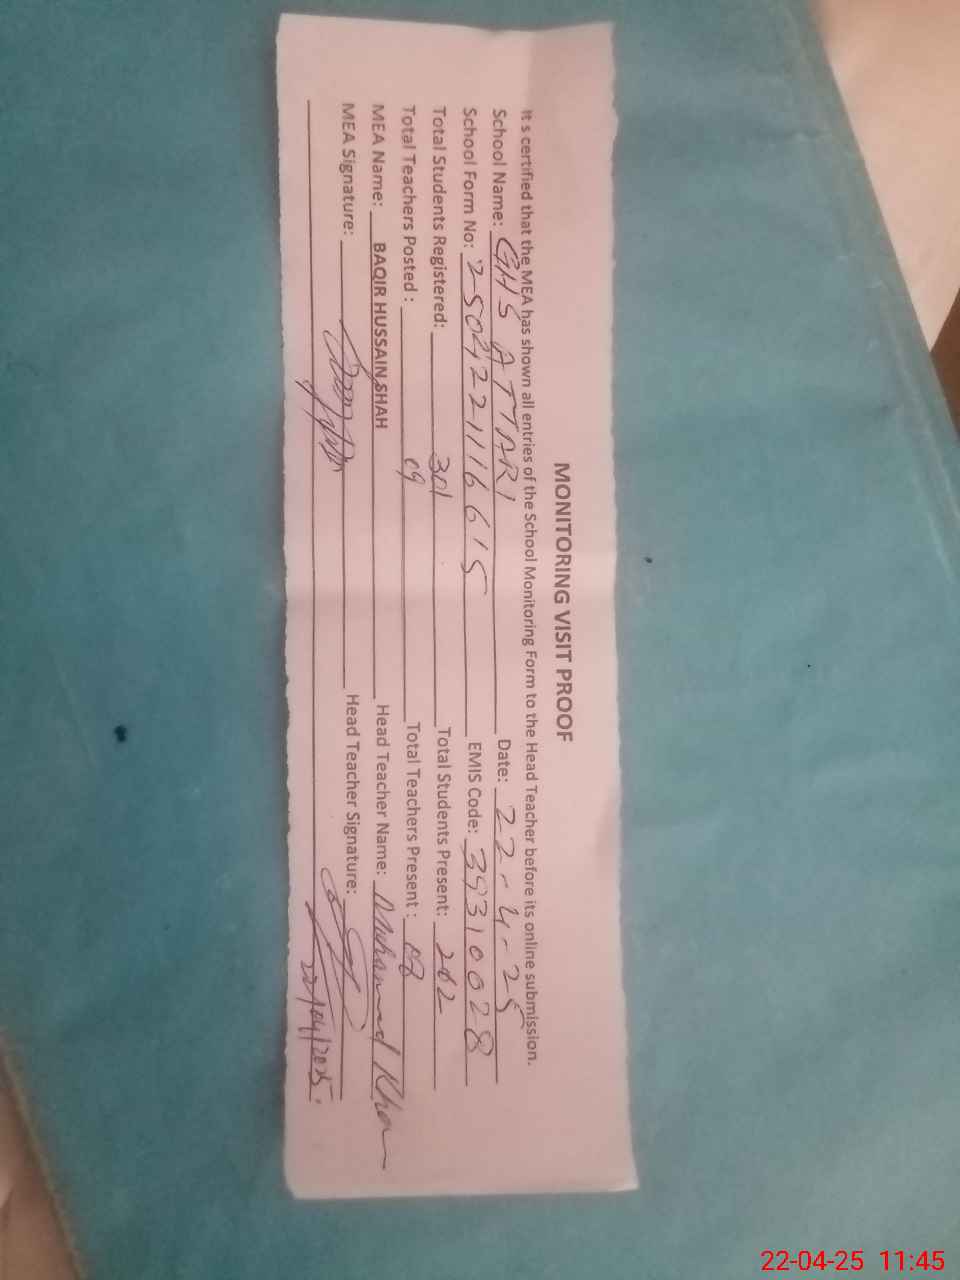 MONITORING VISIT PROOF
It s certified that the MEA has shown all entries of the School Monitoring Form to the Head Teacher before its online submission.
School Name: GHS ATTARI Date: 22-4-25
School Form No: 2504221116615 EMIS Code: 39310028
Total Students Registered: 301 Total Students Present: 262
Total Teachers Posted : 09 Total Teachers Present : 08
MEA Name: BAQIR HUSSAIN SHAH Head Teacher Name: Muhammad Khan
MEA Signature: Head Teacher Signature:
22/04/2025.
22-04-25 11:45